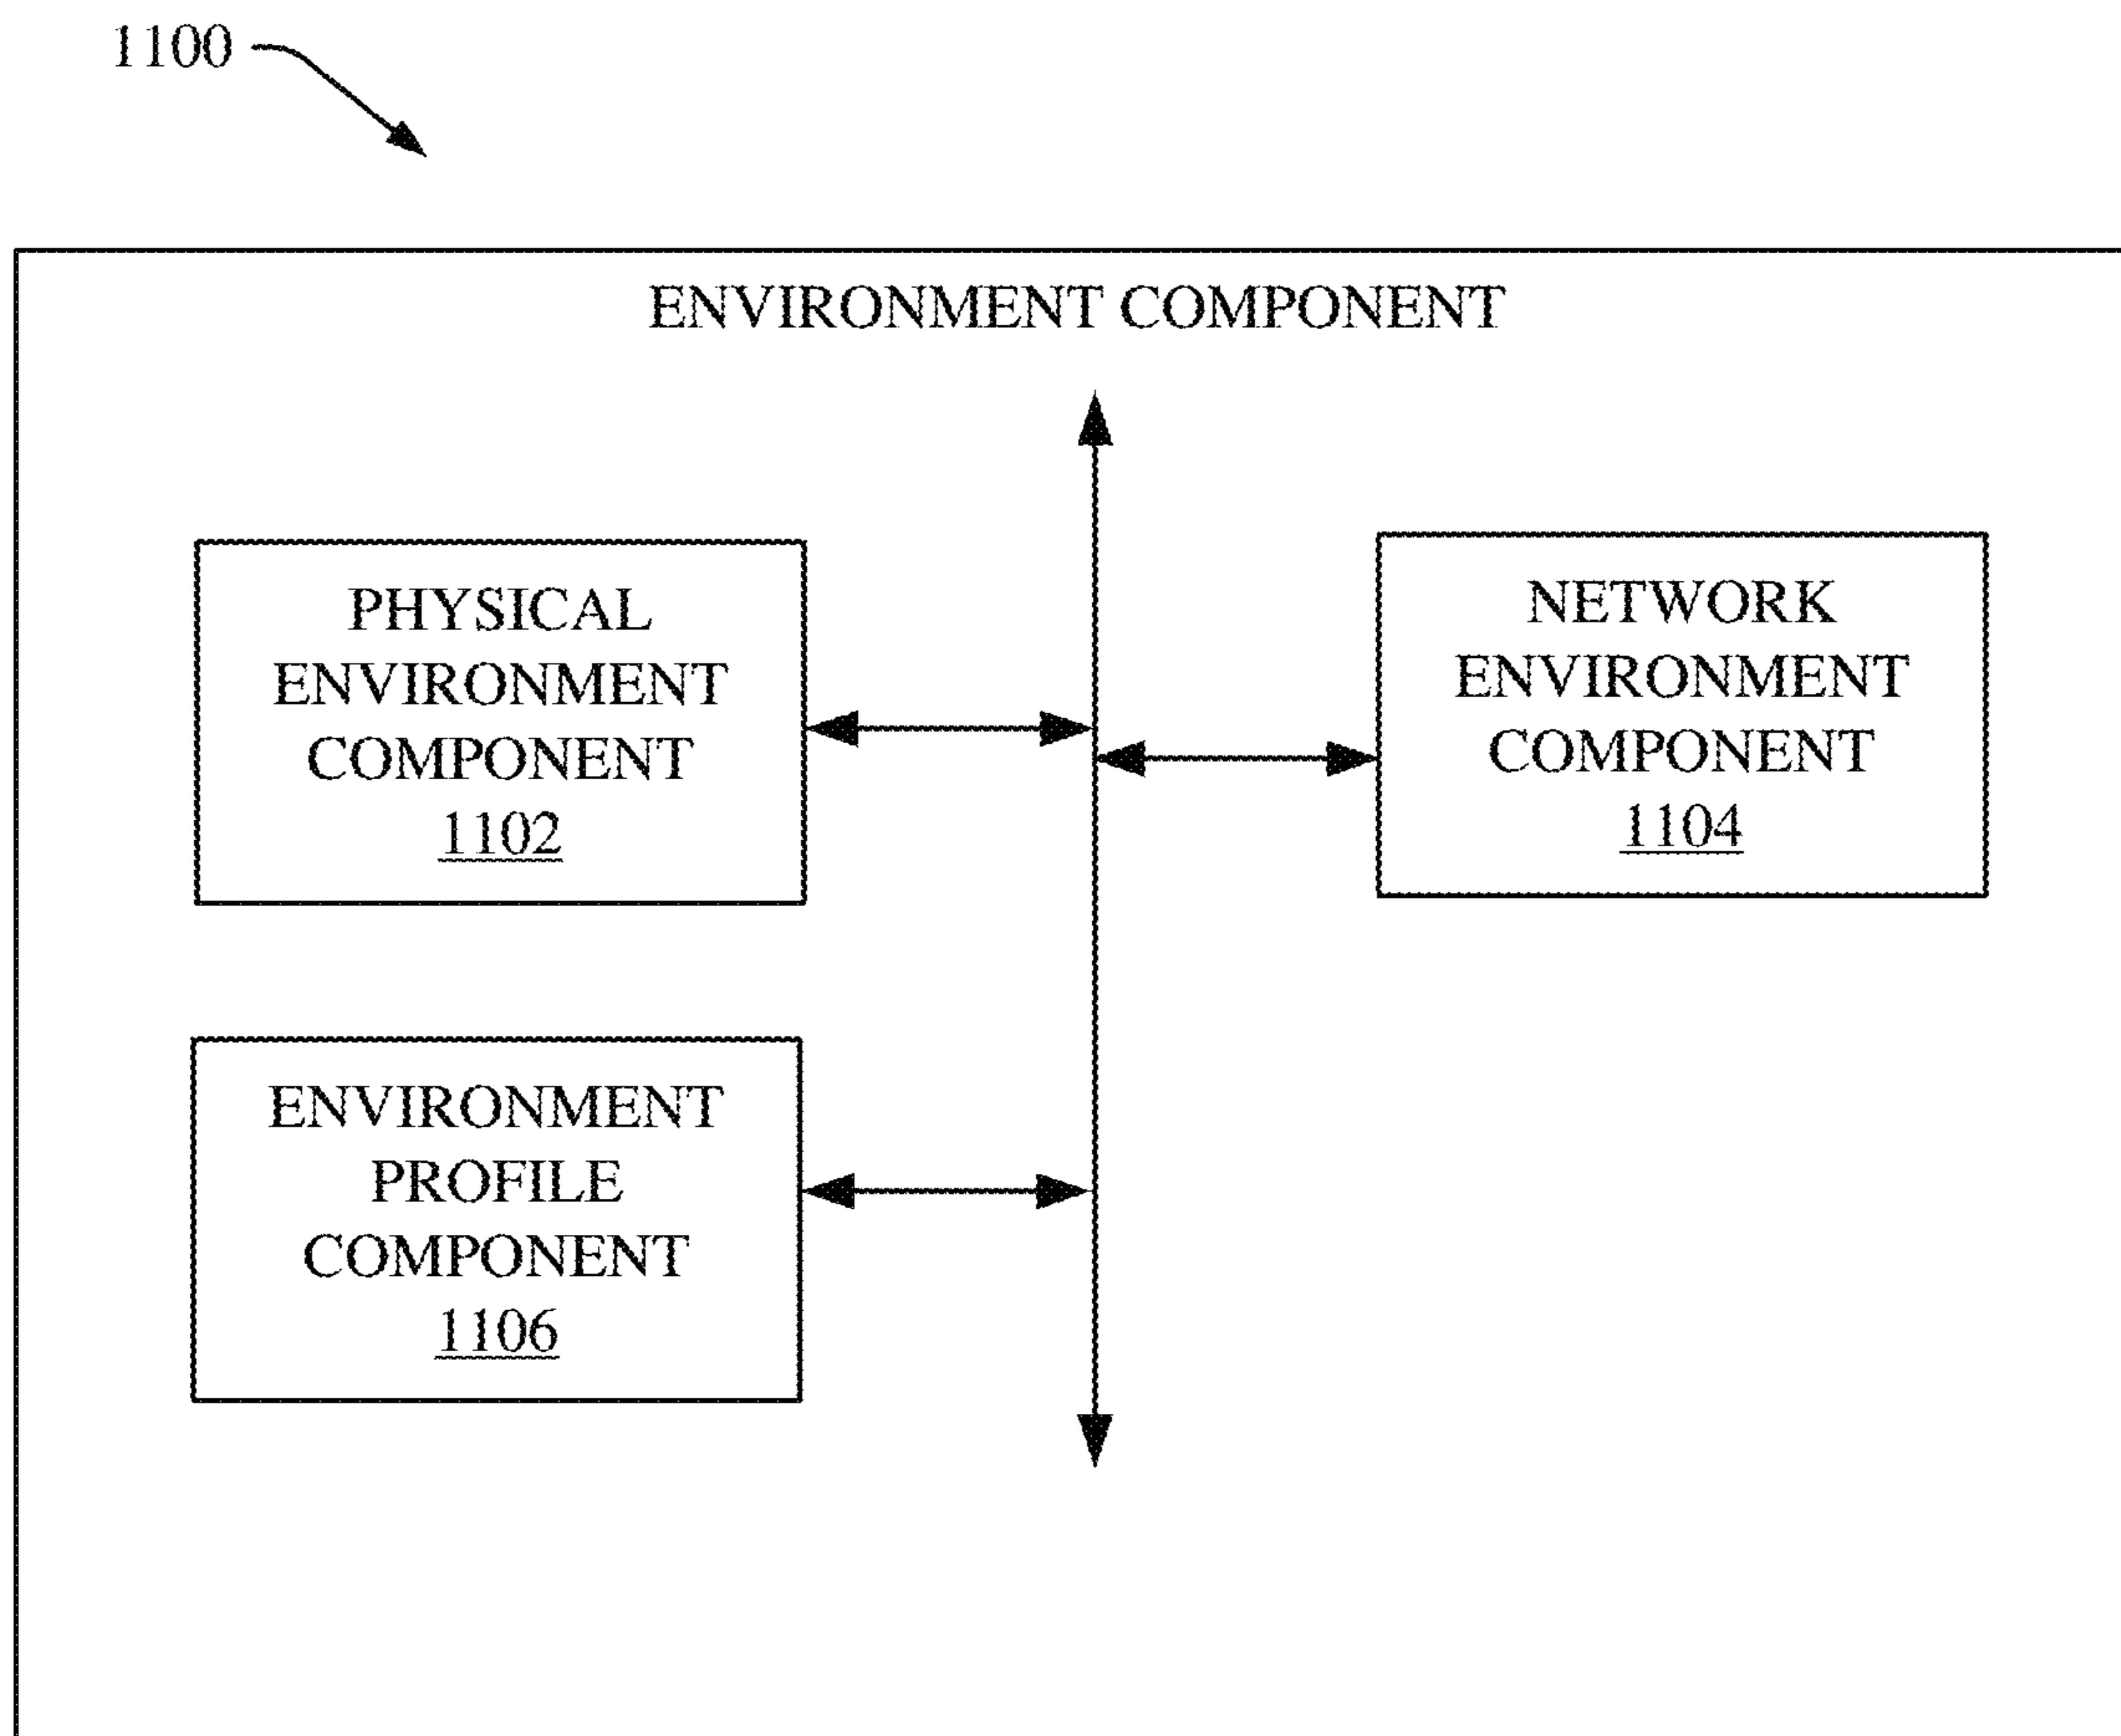 1100
ENVIRONMENT COMPONENT
PHYSICAL
ENVIRONMENT
COMPONENT
1102
NETWORK
ENVIRONMENT
COMPONENT
1104
ENVIRONMENT
PROFILE
COMPONENT
1106